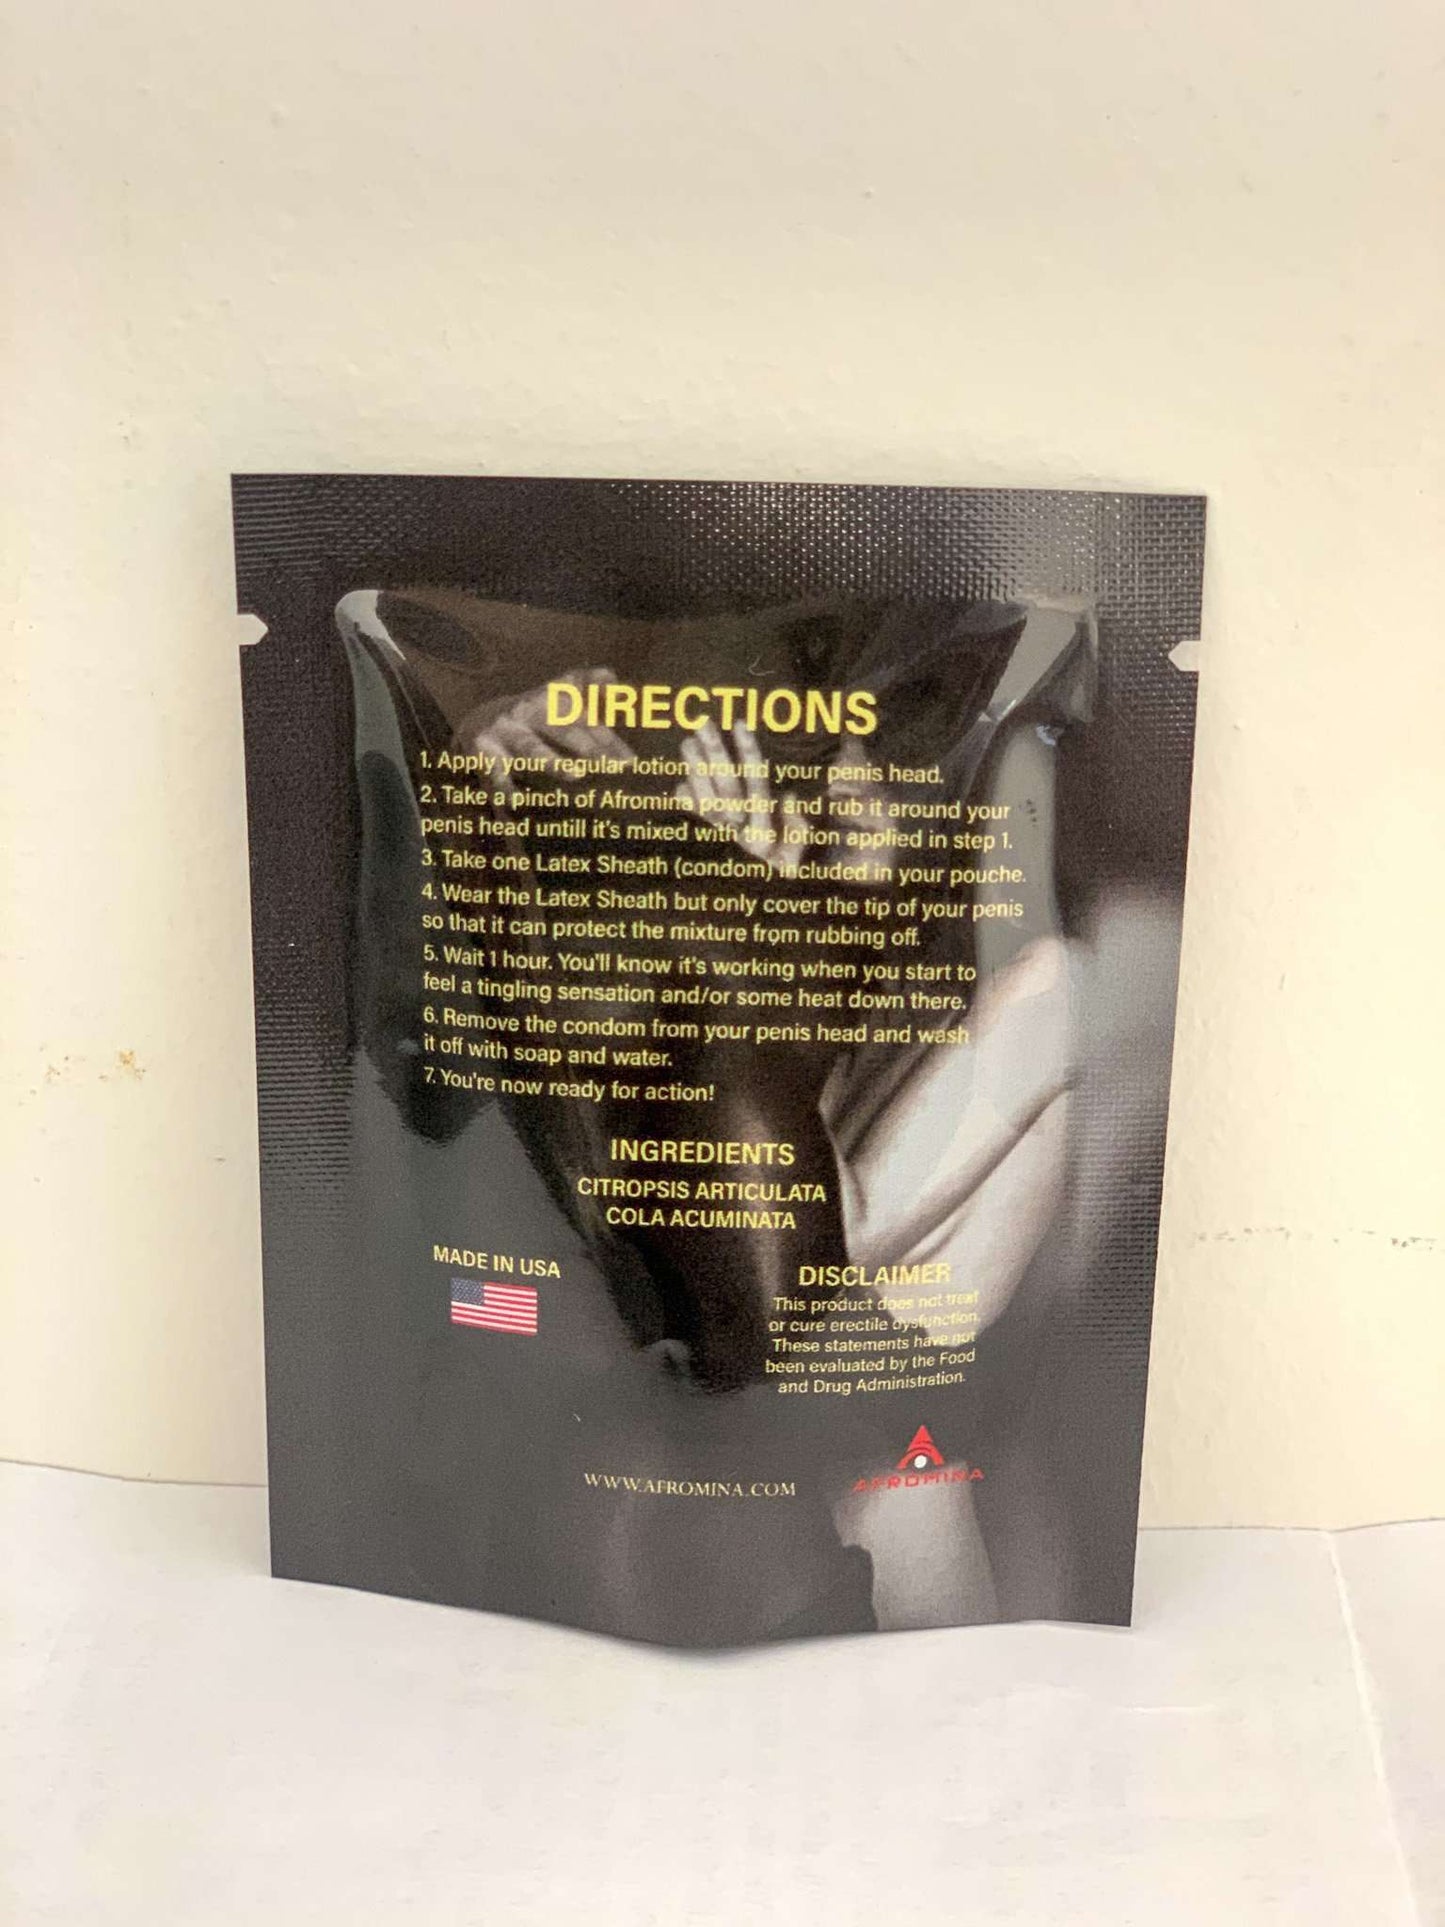 DIRECTIONS
1. Apply your regular lotion around your penis head.
2. Take a pinch of Afromina powder and rub it around your
penis head untill it's mixed with the lotion applied in step 1.
3. Take one Latex Sheath (condom) included in your pouche.
4. Wear the Latex Sheath but only cover the tip of your penis
so that it can protect the mixture from rubbing off.
5. Wait 1 hour. You'll know it's working when you start to
feel a tingling sensation and/or some heat down there.
6. Remove the condom from your penis head and wash
it off with soap and water.
7. You're now ready for action!
INGREDIENTS
CITROPSIS ARTICULATA
COLA ACUMINATA
MADE IN USA
DISCLAIMER
This product does not treat
or cure erectile dysfunction.
These statements have not
been evaluated by the Food
and Drug Administration.
WWW.AFROMINA.COM
AFROMINA